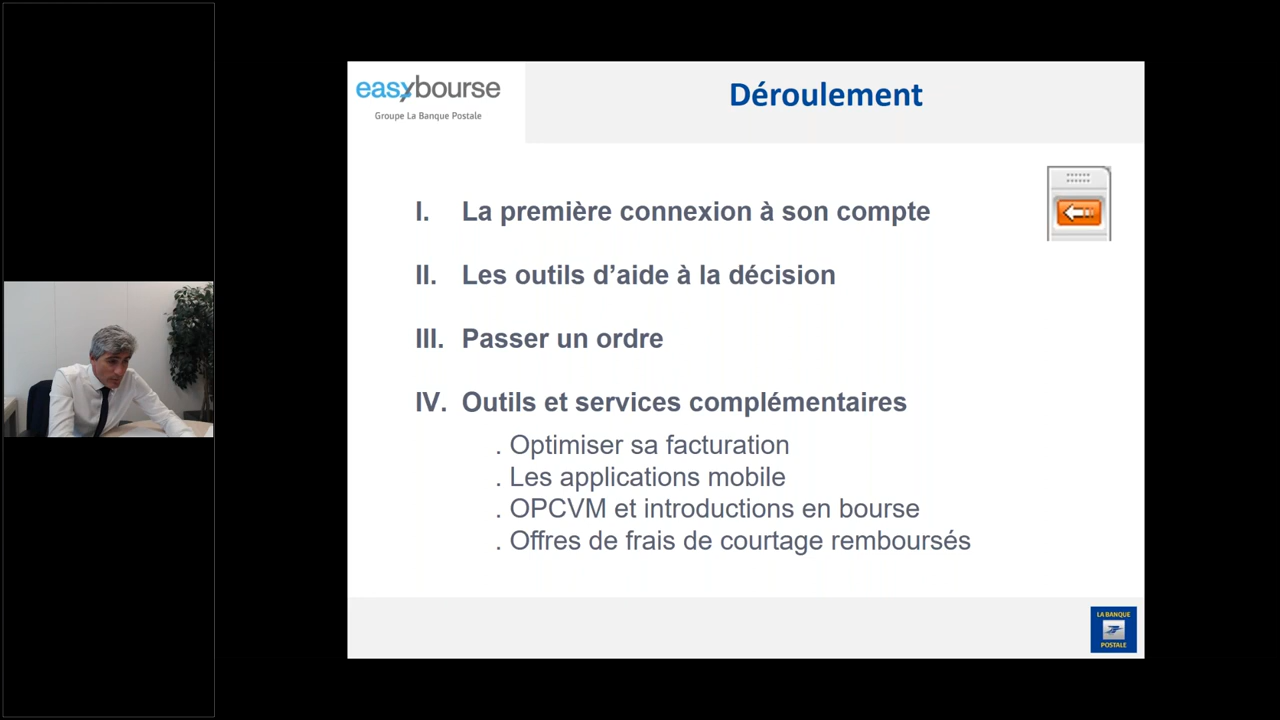 easybourse
Groupe La Banque Postale
Déroulement
I. La première connexion à son compte
II. Les outils d’aide à la décision
III. Passer un ordre
IV. Outils et services complémentaires
. Optimiser sa facturation
. Les applications mobile
. OPCVM et introductions en bourse
. Offres de frais de courtage remboursés
LA BANQUE
POSTALE